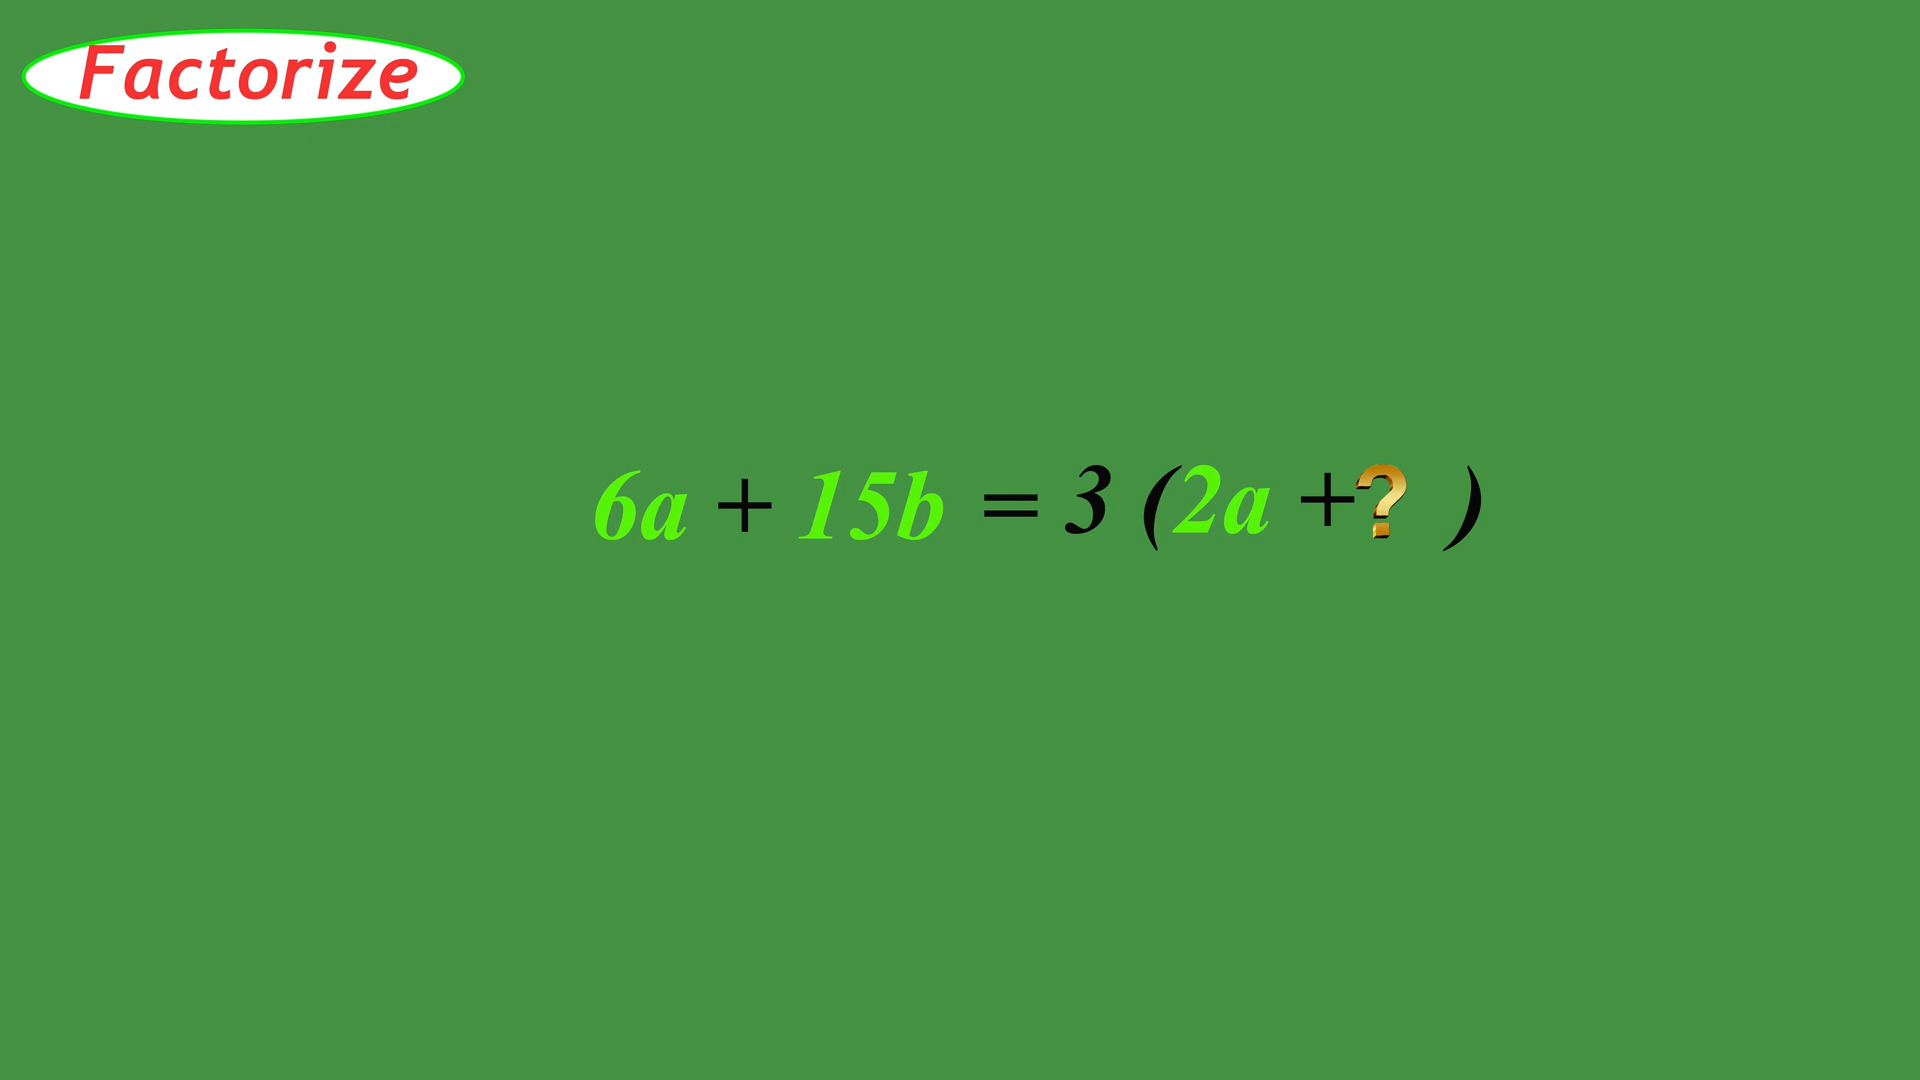 Factorize
6a + 15b = 3 (2a +? )